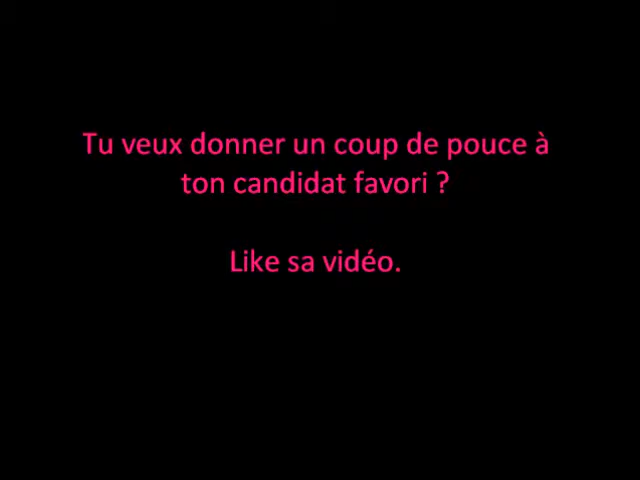 Tu veux donner un coup de pouce à
ton candidat favori ?
Like sa vidéo.